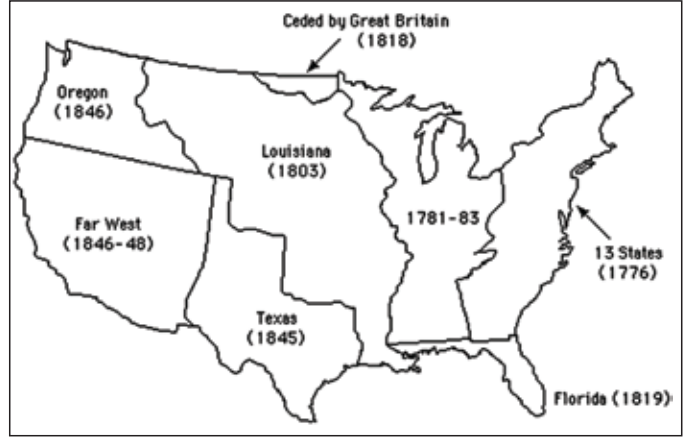 Ceded by Great Britain
(1818)
Oregon
(1846)
Louisiana
(1803)
Far West
(1846-48)
1781-83
13 States
(1776)
Texas
(1845)
Florida (1819)